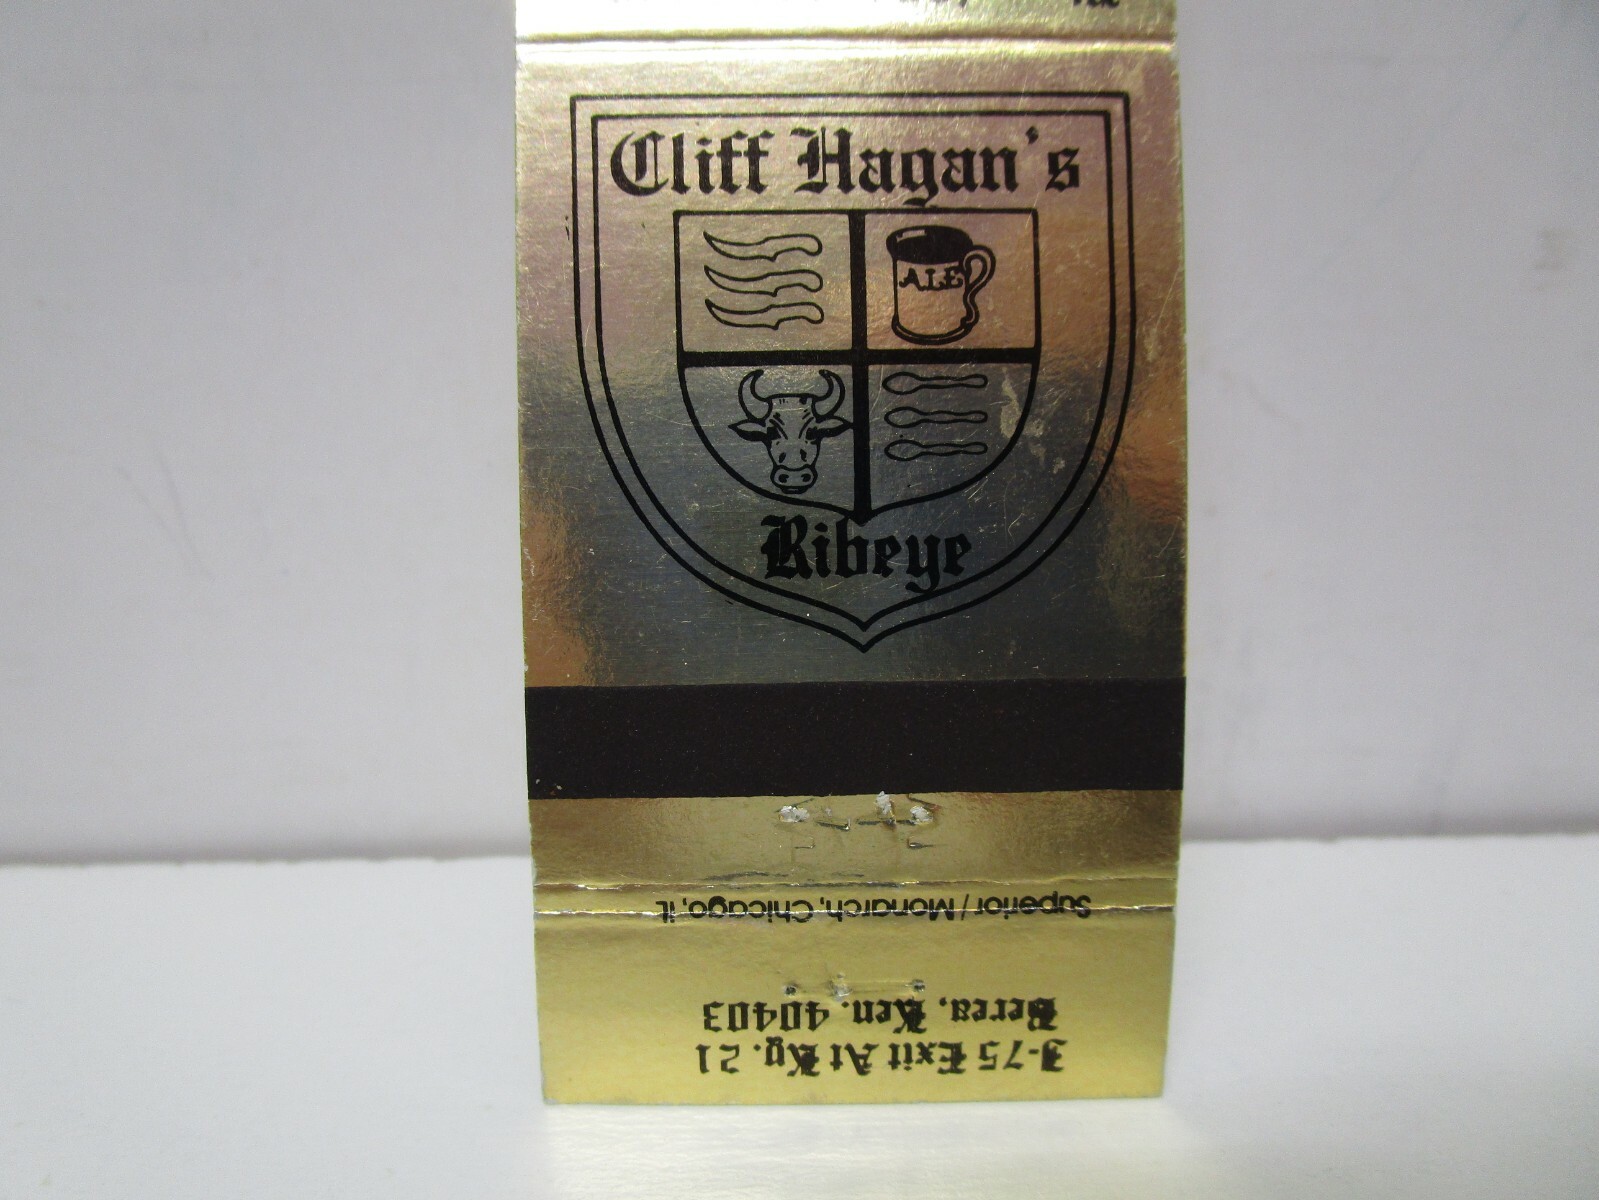 Cliff Hagan's
ALE
Ribeye
Superior/Monarch, Chicago, IL
I-75 Exit At Ky. 21
Berea, Ken. 40403